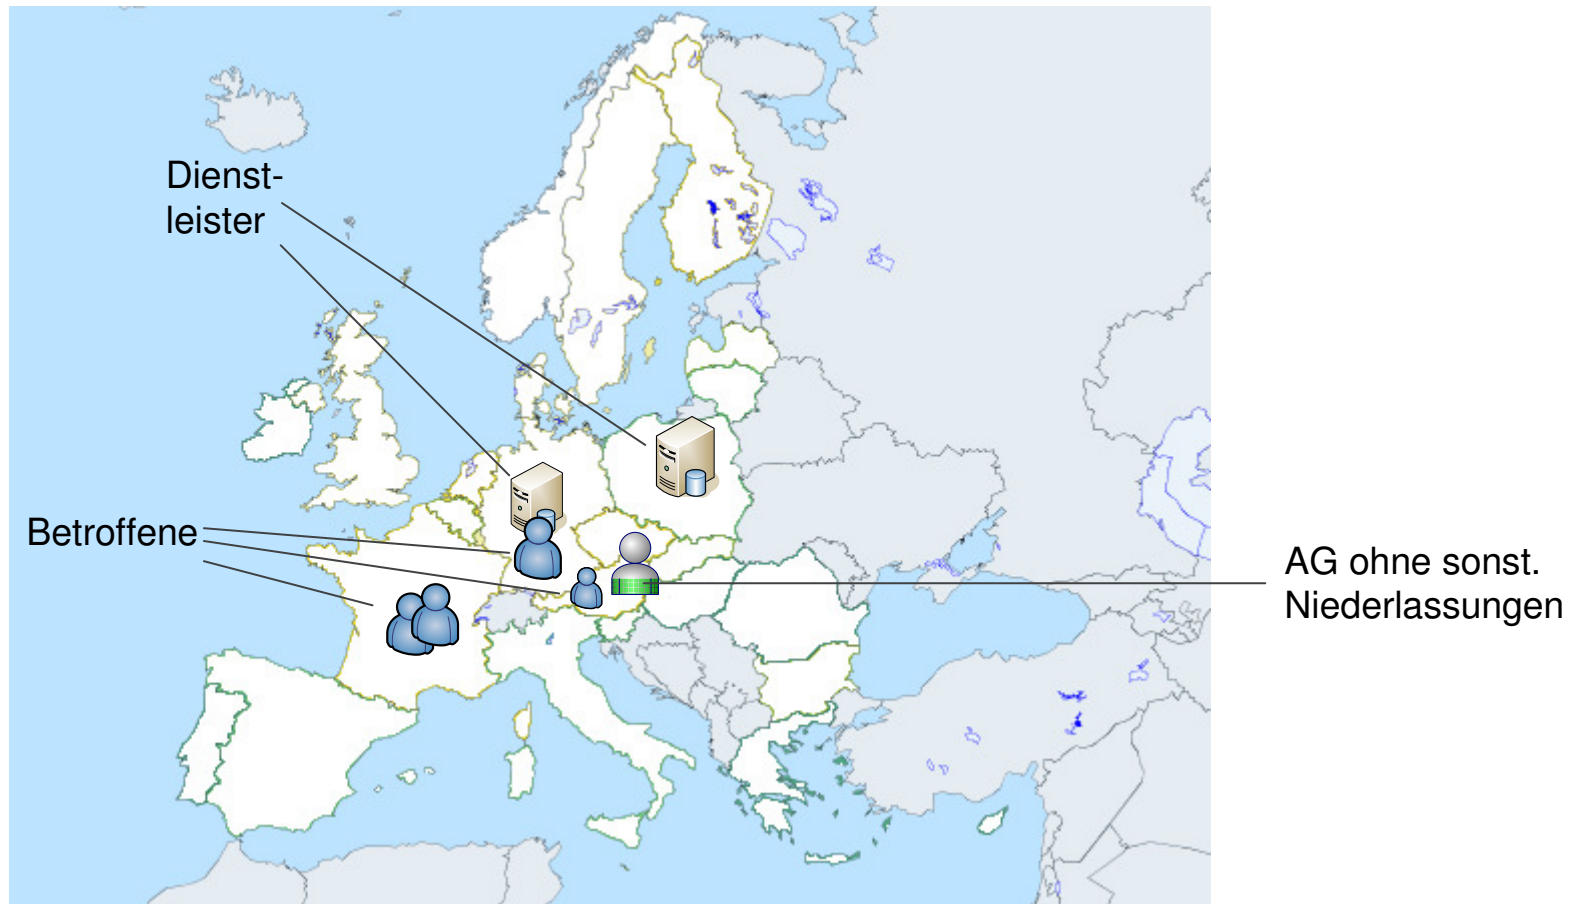 Dienst-
leister
Betroffene
AG ohne sonst.
Niederlassungen